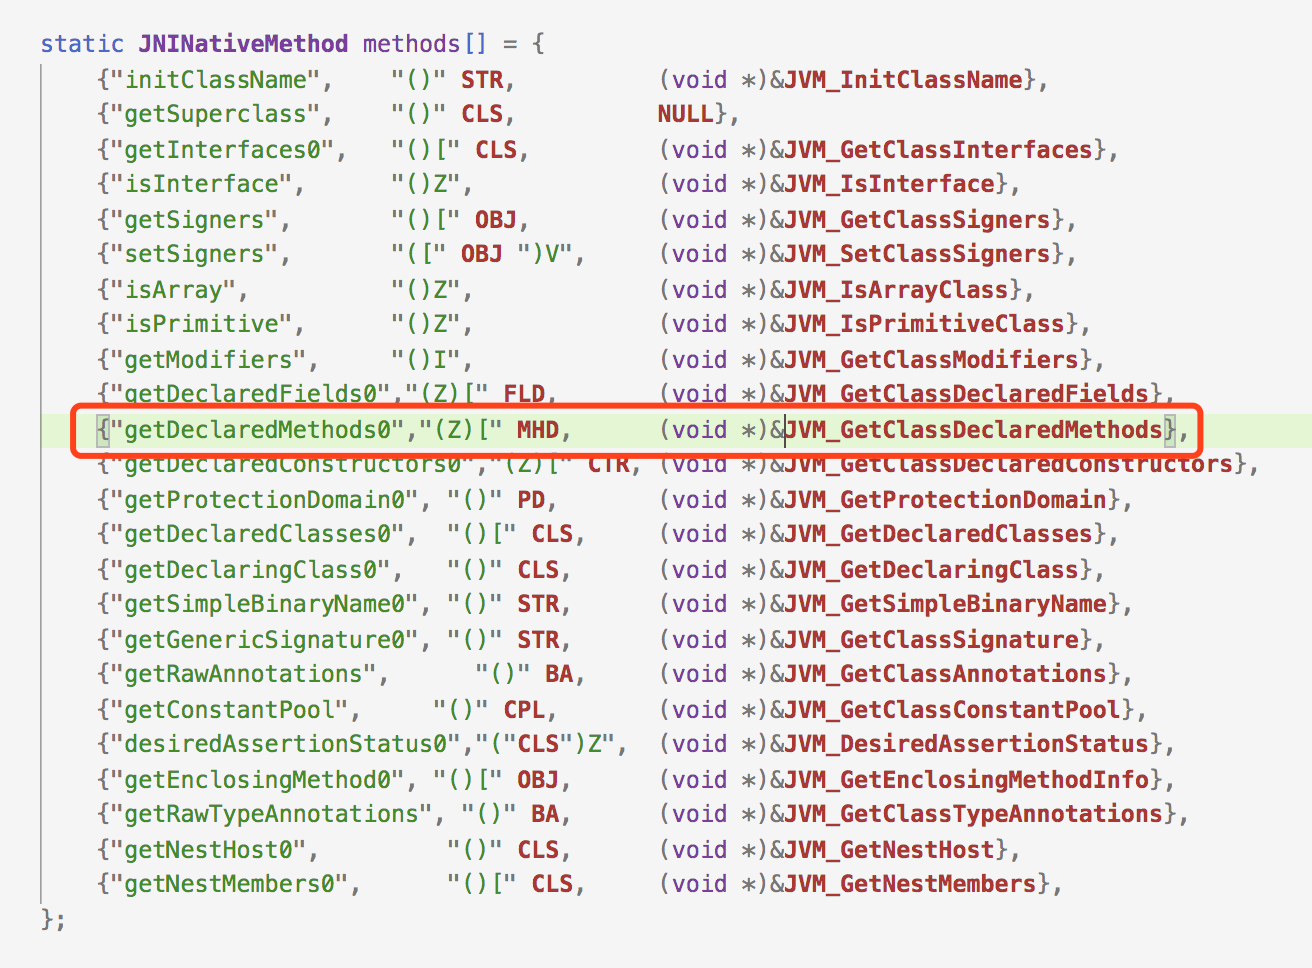 static JNINativeMethod methods[] = {
{"initClassName", "()" STR, (void *)&JVM_InitClassName},
{"getSuperclass", "()" CLS, NULL},
{"getInterfaces0", "()[" CLS, (void *)&JVM_GetClassInterfaces},
{"isInterface", "()Z", (void *)&JVM_IsInterface},
{"getSigners", "()[" OBJ, (void *)&JVM_GetClassSigners},
{"setSigners", "([" OBJ ")V", (void *)&JVM_SetClassSigners},
{"isArray", "()Z", (void *)&JVM_IsArrayClass},
{"isPrimitive", "()Z", (void *)&JVM_IsPrimitiveClass},
{"getModifiers", "()I", (void *)&JVM_GetClassModifiers},
{"getDeclaredFields0","(Z)[" FLD, (void *)&JVM_GetClassDeclaredFields},
{"getDeclaredMethods0","(Z)[" MHD, (void *)&JVM_GetClassDeclaredMethods},
{"getDeclaredConstructors0","(Z)[" CTR, (void *)&JVM_GetClassDeclaredConstructors},
{"getProtectionDomain0", "()" PD, (void *)&JVM_GetProtectionDomain},
{"getDeclaredClasses0", "()[" CLS, (void *)&JVM_GetDeclaredClasses},
{"getDeclaringClass0", "()" CLS, (void *)&JVM_GetDeclaringClass},
{"getSimpleBinaryName0", "()" STR, (void *)&JVM_GetSimpleBinaryName},
{"getGenericSignature0", "()" STR, (void *)&JVM_GetClassSignature},
{"getRawAnnotations", "()" BA, (void *)&JVM_GetClassAnnotations},
{"getConstantPool", "()" CPL, (void *)&JVM_GetClassConstantPool},
{"desiredAssertionStatus0","("CLS")Z", (void *)&JVM_DesiredAssertionStatus},
{"getEnclosingMethod0", "()[" OBJ, (void *)&JVM_GetEnclosingMethodInfo},
{"getRawTypeAnnotations", "()" BA, (void *)&JVM_GetClassTypeAnnotations},
{"getNestHost0", "()" CLS, (void *)&JVM_GetNestHost},
{"getNestMembers0", "()[" CLS, (void *)&JVM_GetNestMembers},
};